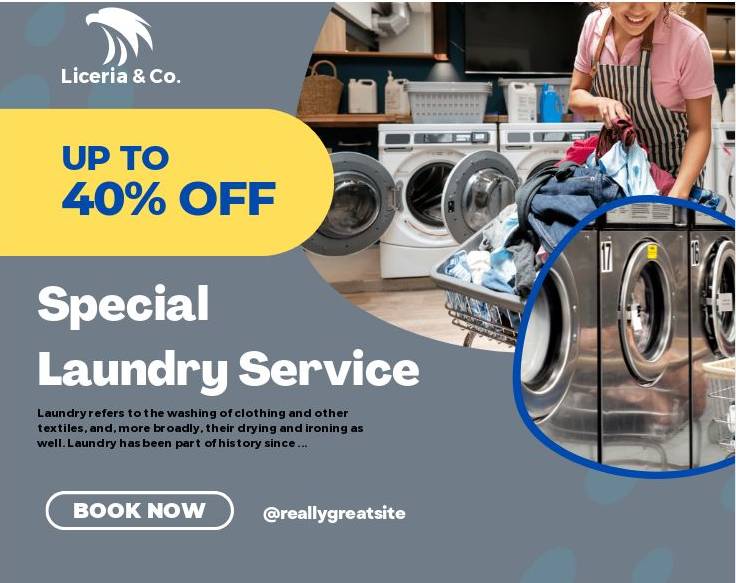 Liceria & Co.
UP TO
40% OFF
Special
Laundry Service
Laundry refers to the washing of clothing and other
textiles, and, more broadly, their drying and ironing as
well. Laundry has been part of history since ...
BOOK NOW
@reallygreatsite
17
16